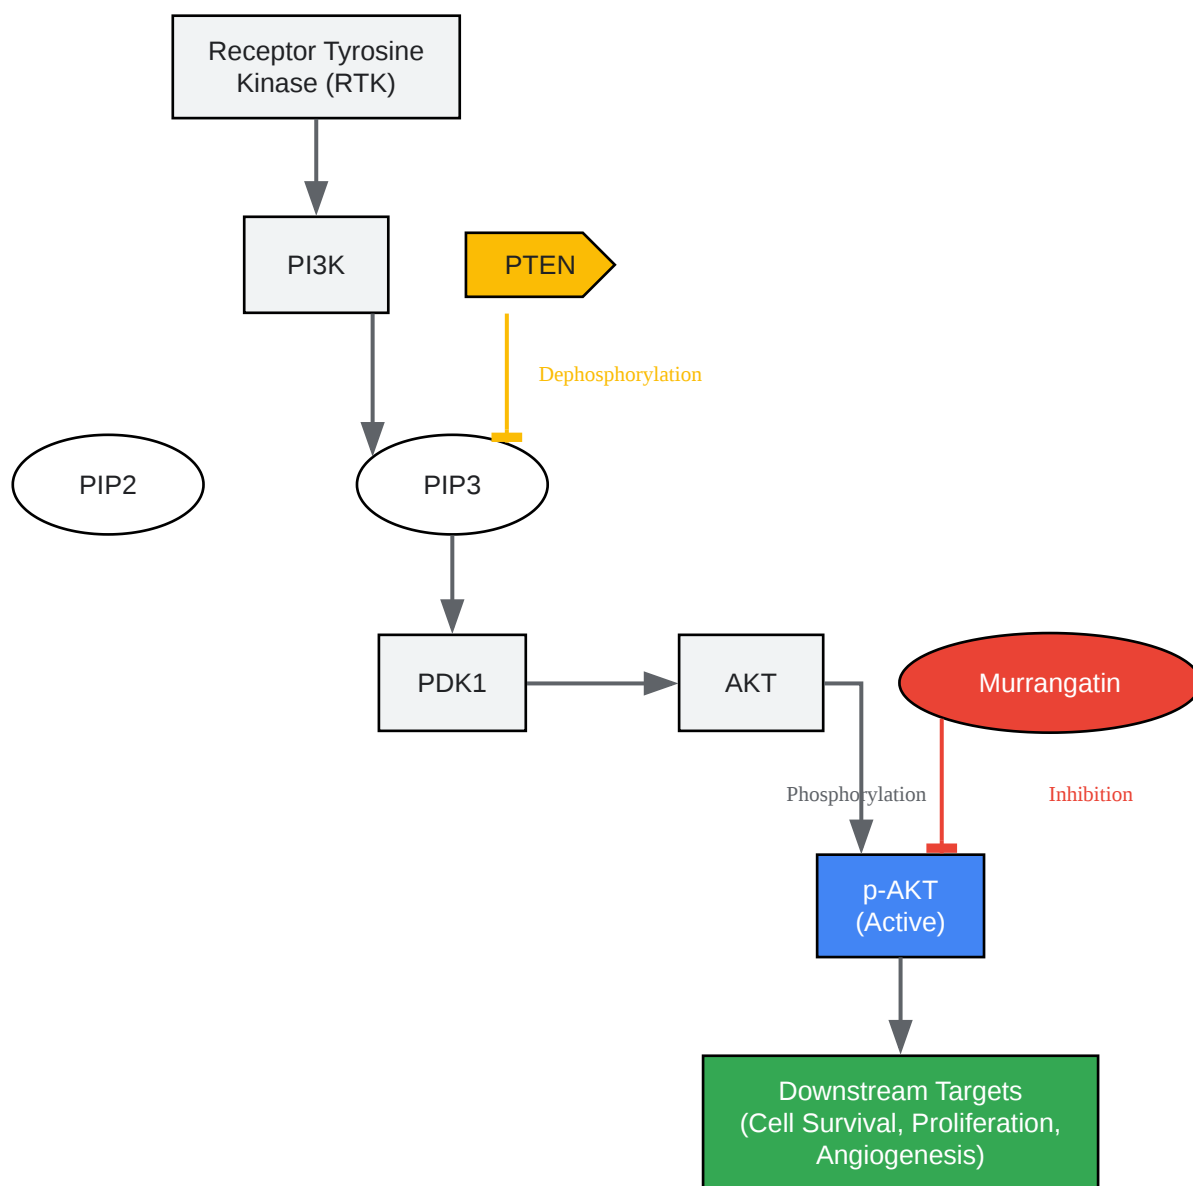 Receptor Tyrosine
Kinase (RTK)
PI3K
PTEN
Dephosphorylation
PIP2
PIP3
PDK1
AKT
Murrangatin
Phosphorylation
Inhibition
p-AKT
(Active)
Downstream Targets
(Cell Survival, Proliferation,
Angiogenesis)